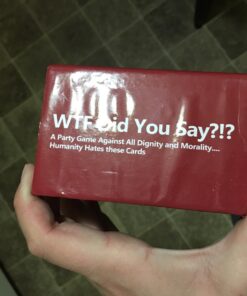 WTF Did You Say?!?
A Party Game Against All Dignity and Morality....
Humanity Hates these Cards